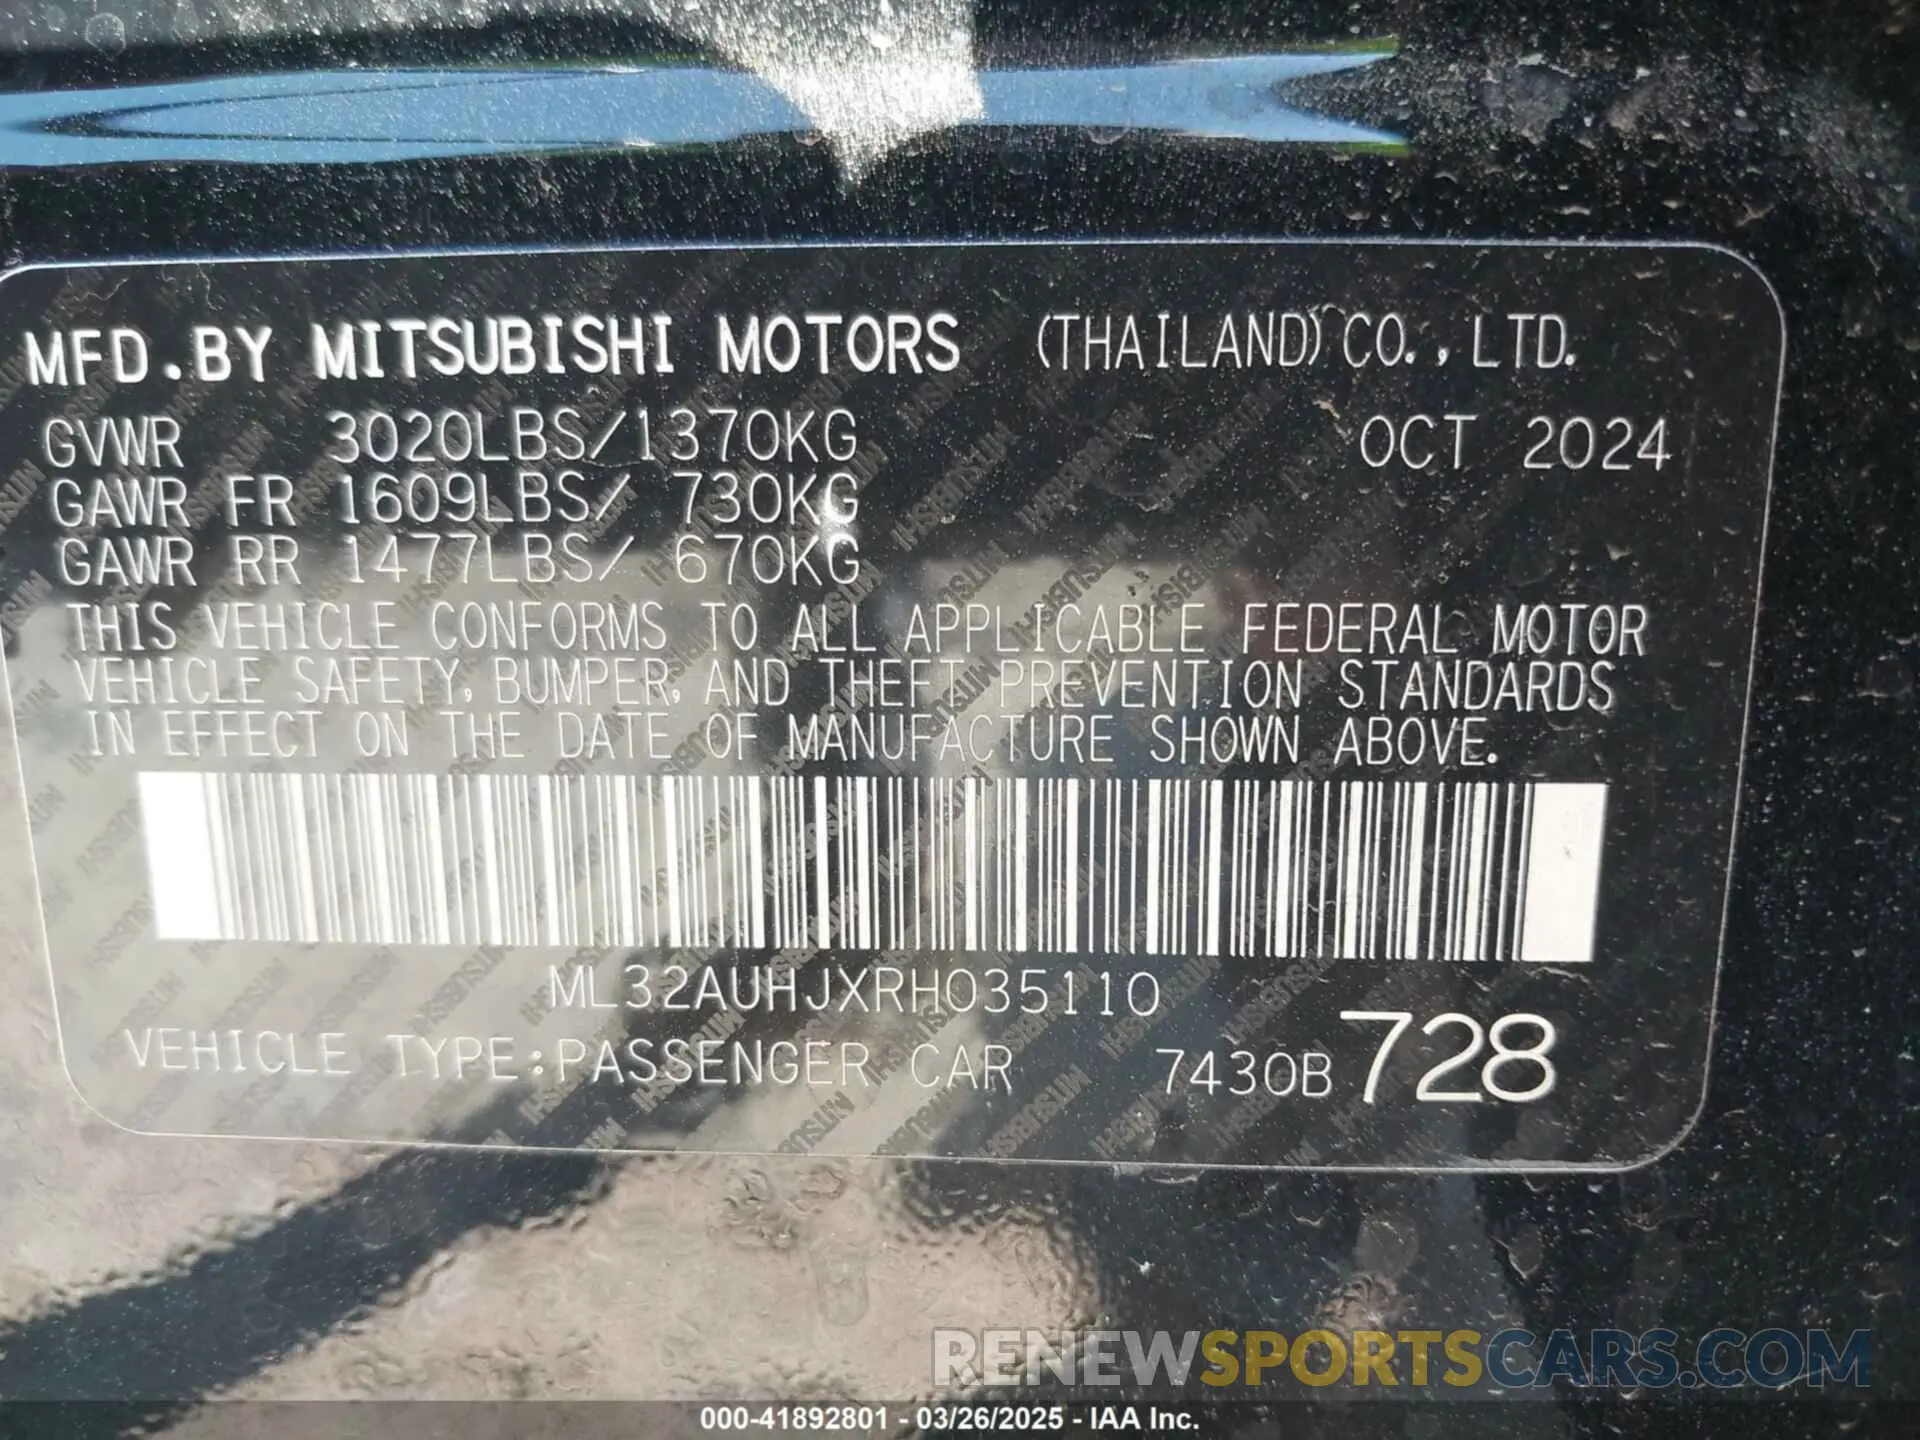 MFD.BY MITSUBISHI MOTORS (THAILAND) CO.,LTD.
GVWR 3020LBS/1370KG OCT 2024
GAWR FR 1609LBS/ 730KG
GAWR RR 1477LBS/ 670KG
THIS VEHICLE CONFORMS TO ALL APPLICABLE FEDERAL MOTOR
VEHICLE SAFETY, BUMPER, AND THEFT PREVENTION STANDARDS
IN EFFECT ON THE DATE OF MANUFACTURE SHOWN ABOVE.
ML32AUHJXRH035110
VEHICLE TYPE:PASSENGER CAR 7430B 728
RENEWSPORTSCARS.COM
000-41892801 - 03/26/2025 - IAA Inc.